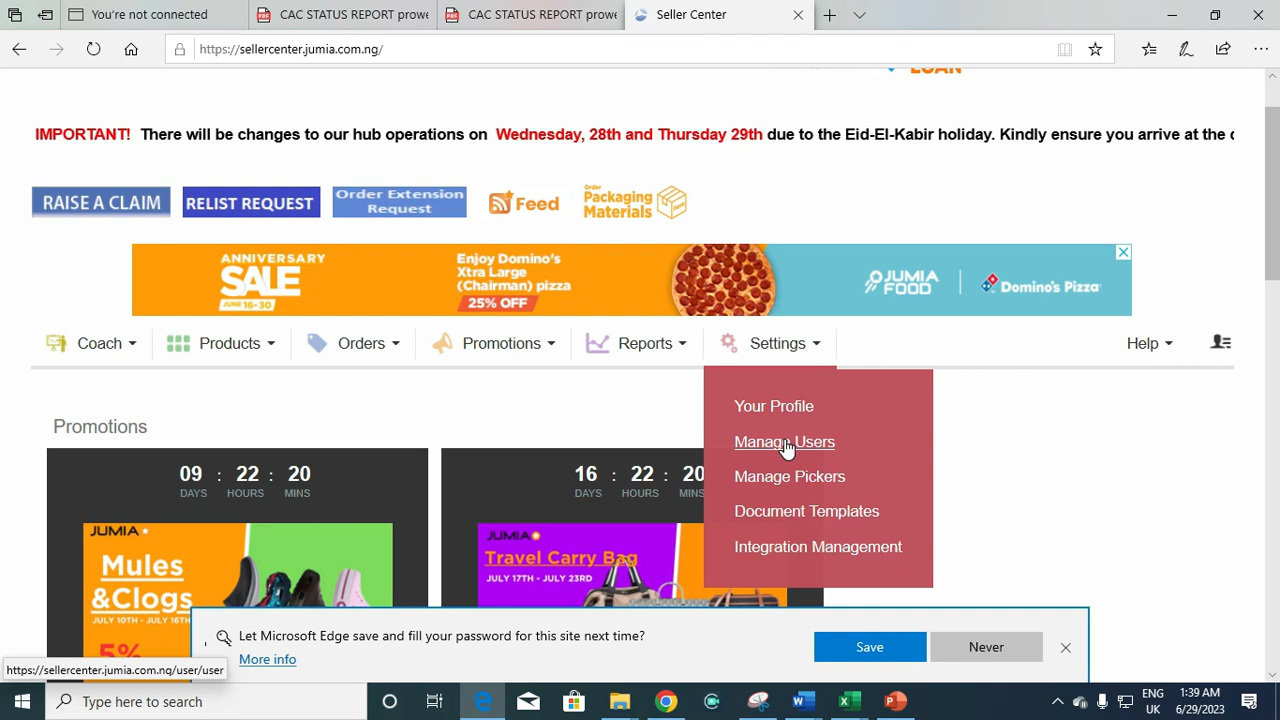 You're not connected
CAC STATUS REPORT powe
CAC STATUS REPORT powe
Seller Center
https://sellercenter.jumia.com.ng/
LOAN
IMPORTANT! There will be changes to our hub operations on Wednesday, 28th and Thursday 29th due to the Eid-El-Kabir holiday. Kindly ensure you arrive at the
RAISE A CLAIM
RELIST REQUEST
Order Extension
Request
Feed
Order
Packaging
Materials
ANNIVERSARY
SALE
JUNE 16-30
Enjoy Domino's
Xtra Large
(Chairman) pizza
25% OFF
JUMIA
FOOD
Domino's Pizza
Coach
Products
Orders
Promotions
Reports
Settings
Help
Your Profile
Manage Users
Manage Pickers
Document Templates
Integration Management
Promotions
09 : 22 : 20
DAYS HOURS MINS
16 : 22 : 20
DAYS HOURS MINS
JUMIA
Mules
&Clogs
JULY 10TH - JULY 16TH
5%
JUMIA
Travel Carry Bag
JULY 17TH - JULY 23RD
Let Microsoft Edge save and fill your password for this site next time?
More info
Save
Never
https://sellercenter.jumia.com.ng/user/user
Type here to search
ENG
UK
1:39 AM
6/29/2023